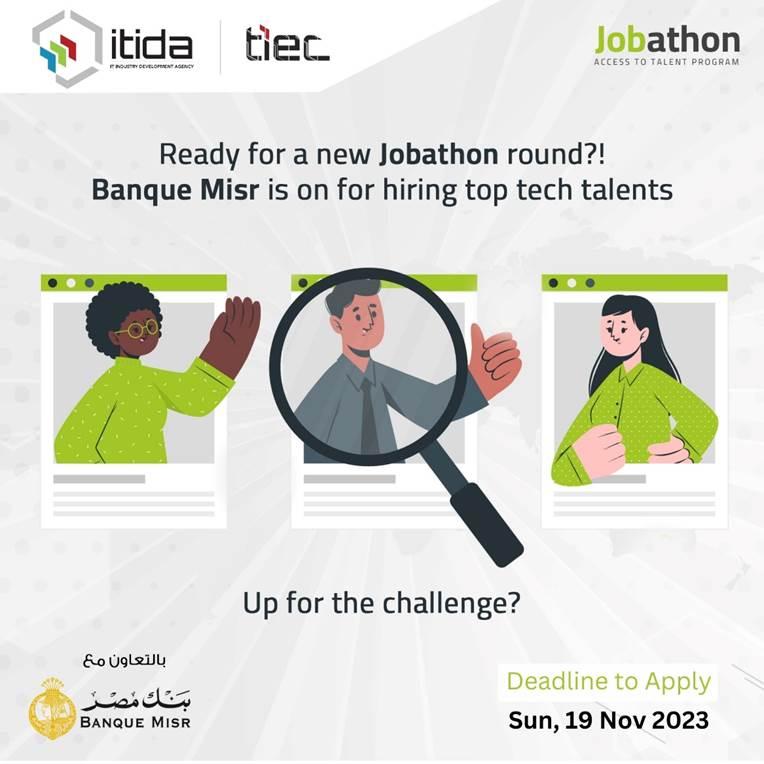 itida
IT INDUSTRY DEVELOPMENT AGENCY
tiec
Jobathon
ACCESS TO TALENT PROGRAM
Ready for a new Jobathon round?!
Banque Misr is on for hiring top tech talents
Up for the challenge?
بالتعاون مع
بنك مصر
BANQUE MISR
Deadline to Apply
Sun, 19 Nov 2023